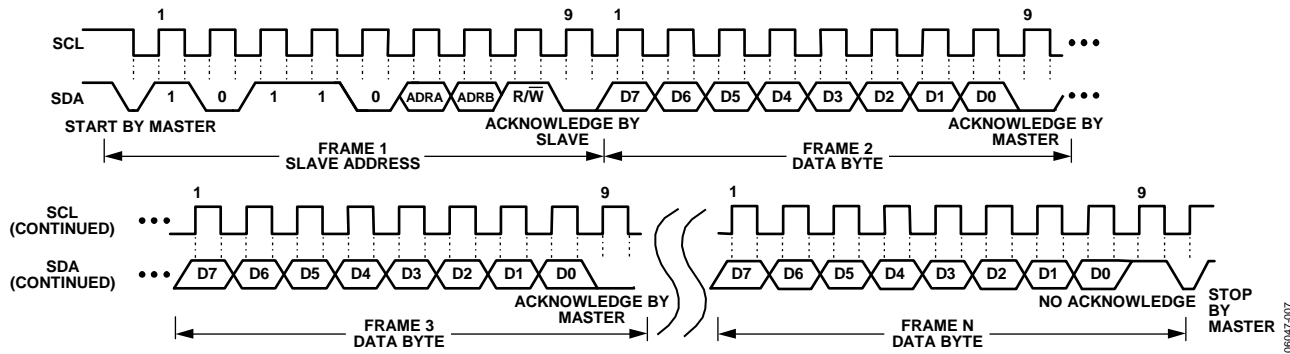 1 9 1 9
SCL
SDA 1 0 1 1 0 ADRA ADRB R/W̅ D7 D6 D5 D4 D3 D2 D1 D0
START BY MASTER
ACKNOWLEDGE BY
SLAVE
ACKNOWLEDGE BY
MASTER
FRAME 1
SLAVE ADDRESS
FRAME 2
DATA BYTE
1 9 1 9
SCL
(CONTINUED)
SDA
(CONTINUED)
D7 D6 D5 D4 D3 D2 D1 D0 D7 D6 D5 D4 D3 D2 D1 D0
ACKNOWLEDGE BY
MASTER
NO ACKNOWLEDGE
STOP
BY
MASTER
FRAME 3
DATA BYTE
FRAME N
DATA BYTE
06047-007